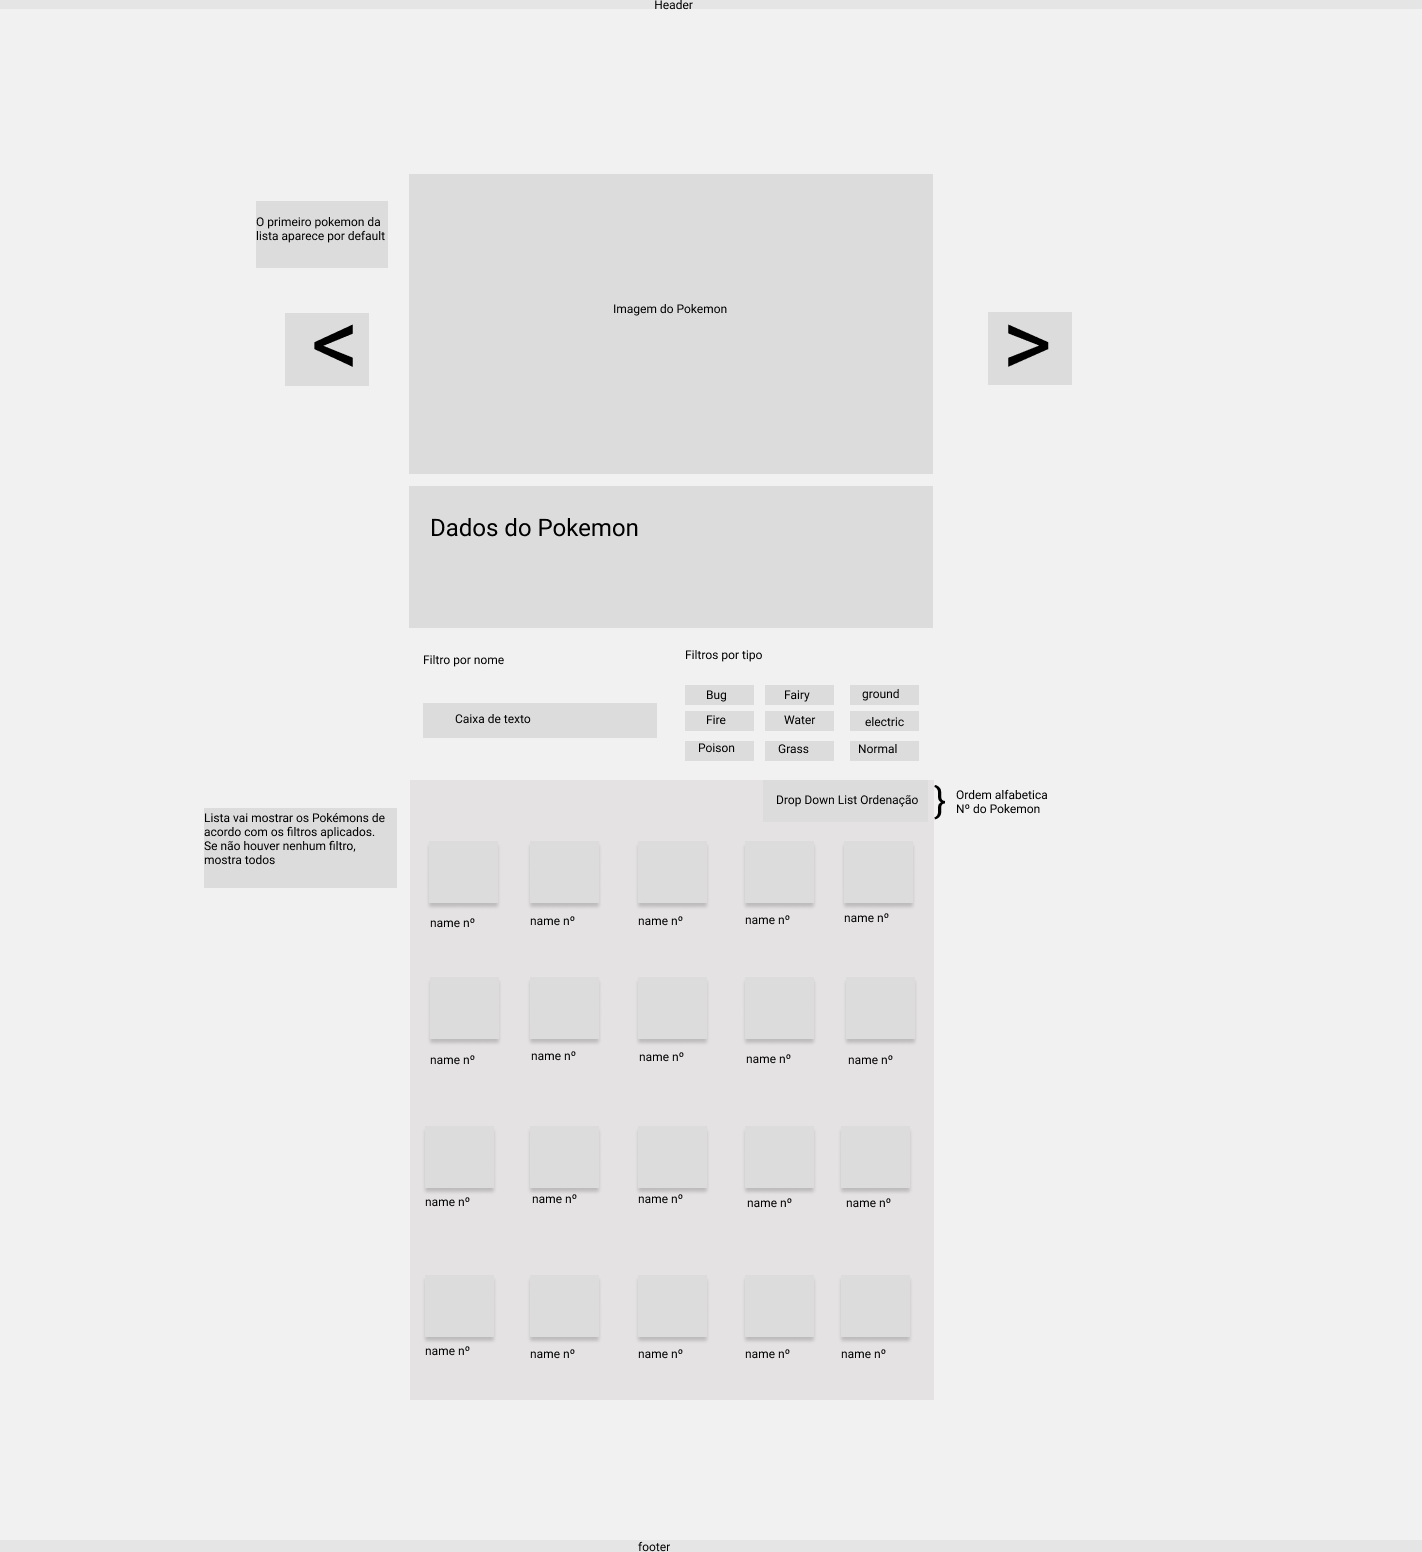 Header
O primeiro pokemon da
lista aparece por default
Imagem do Pokemon
<
>
Dados do Pokemon
Filtro por nome
Filtros por tipo
Caixa de texto
Bug Fairy ground
Fire Water electric
Poison Grass Normal
Drop Down List Ordenação
}
Ordem alfabetica
Nº do Pokemon
Lista vai mostrar os Pokémons de
acordo com os filtros aplicados.
Se não houver nenhum filtro,
mostra todos
name nº name nº name nº name nº name nº
name nº name nº name nº name nº name nº
name nº name nº name nº name nº name nº
name nº name nº name nº name nº name nº
footer